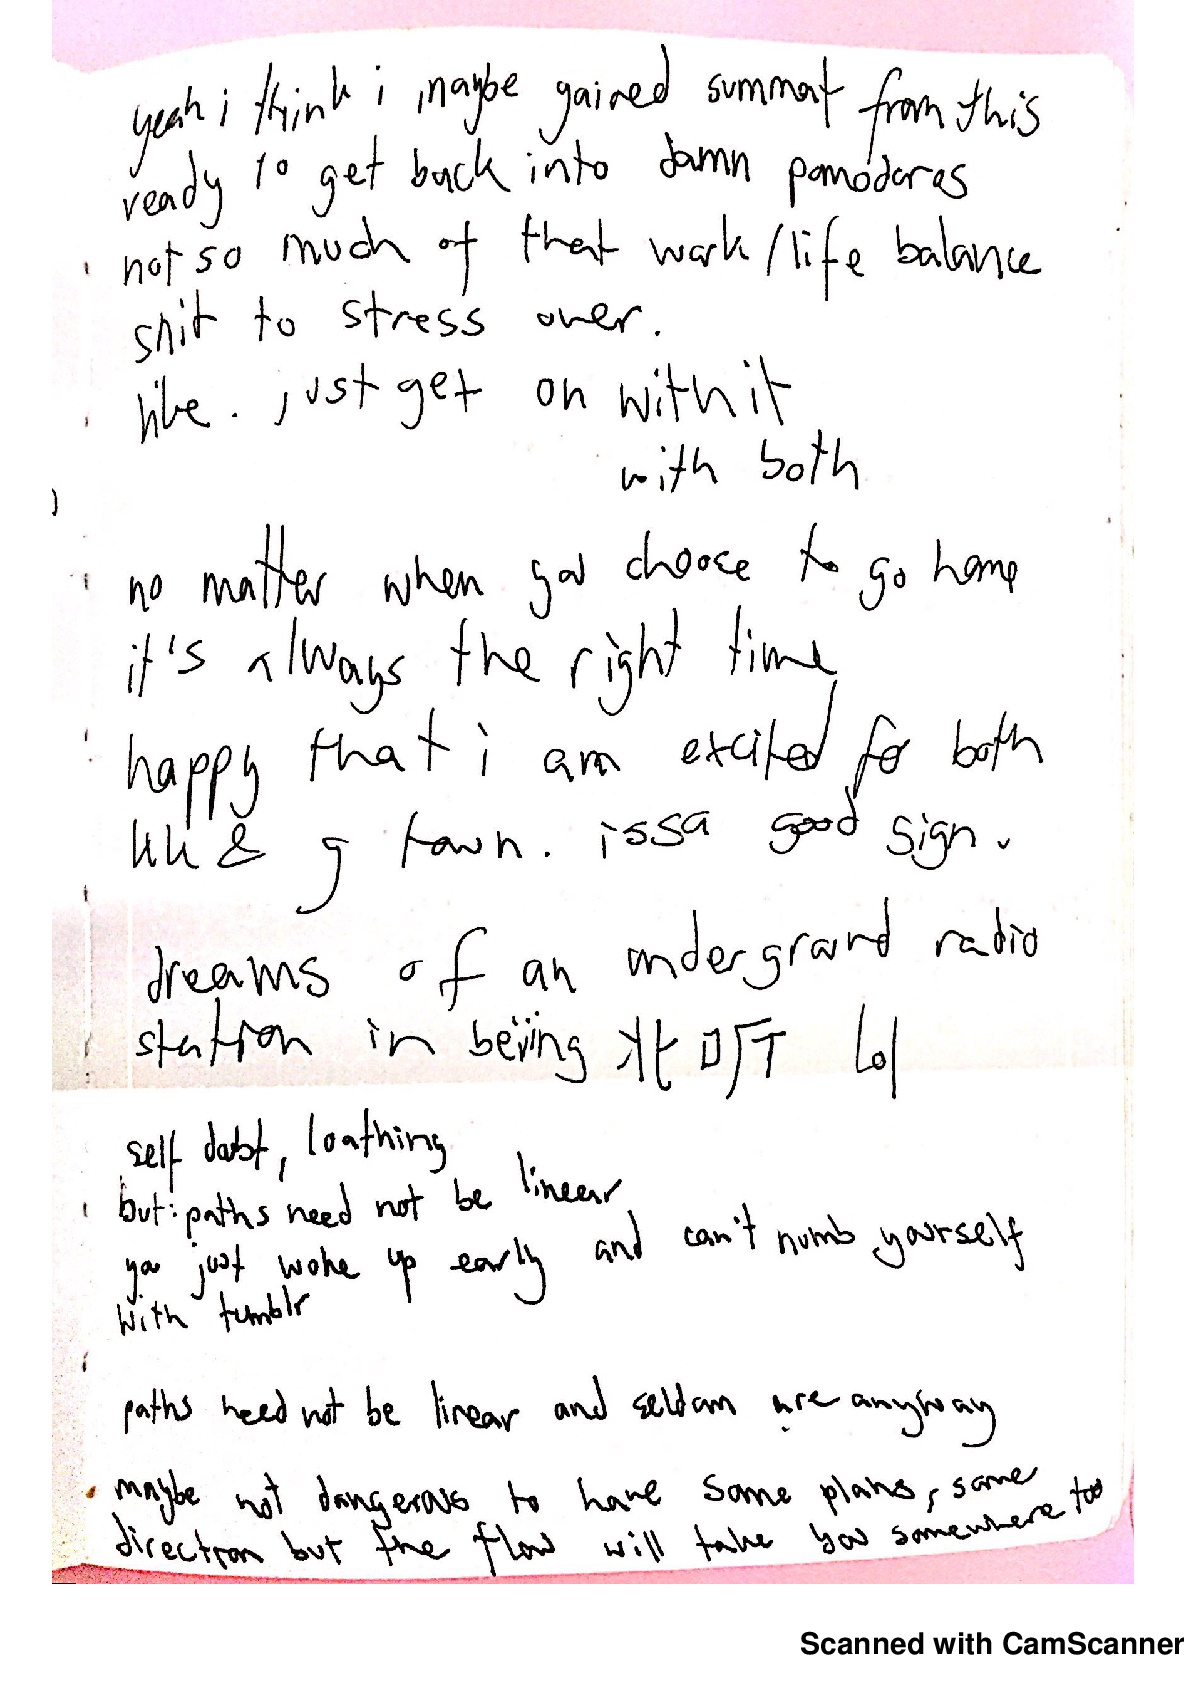 yeah i think i maybe gained summat from this
ready to get back into damn pomodoros
not so much of that work/life balance
shit to stress over.
like. just get on with it
with both
no matter when you choose to go home
it's always the right time
happy that i am excited for both
hk & g town. issa good sign.
dreams of an underground radio
station in beijing lol
self doubt, loathing
but: paths need not be linear
you just woke up early and can't numb yourself
with tumblr
paths need not be linear and seldom are anyway
maybe not dangerous to have some plans, some
direction but the flow will take you somewhere too
Scanned with CamScanner